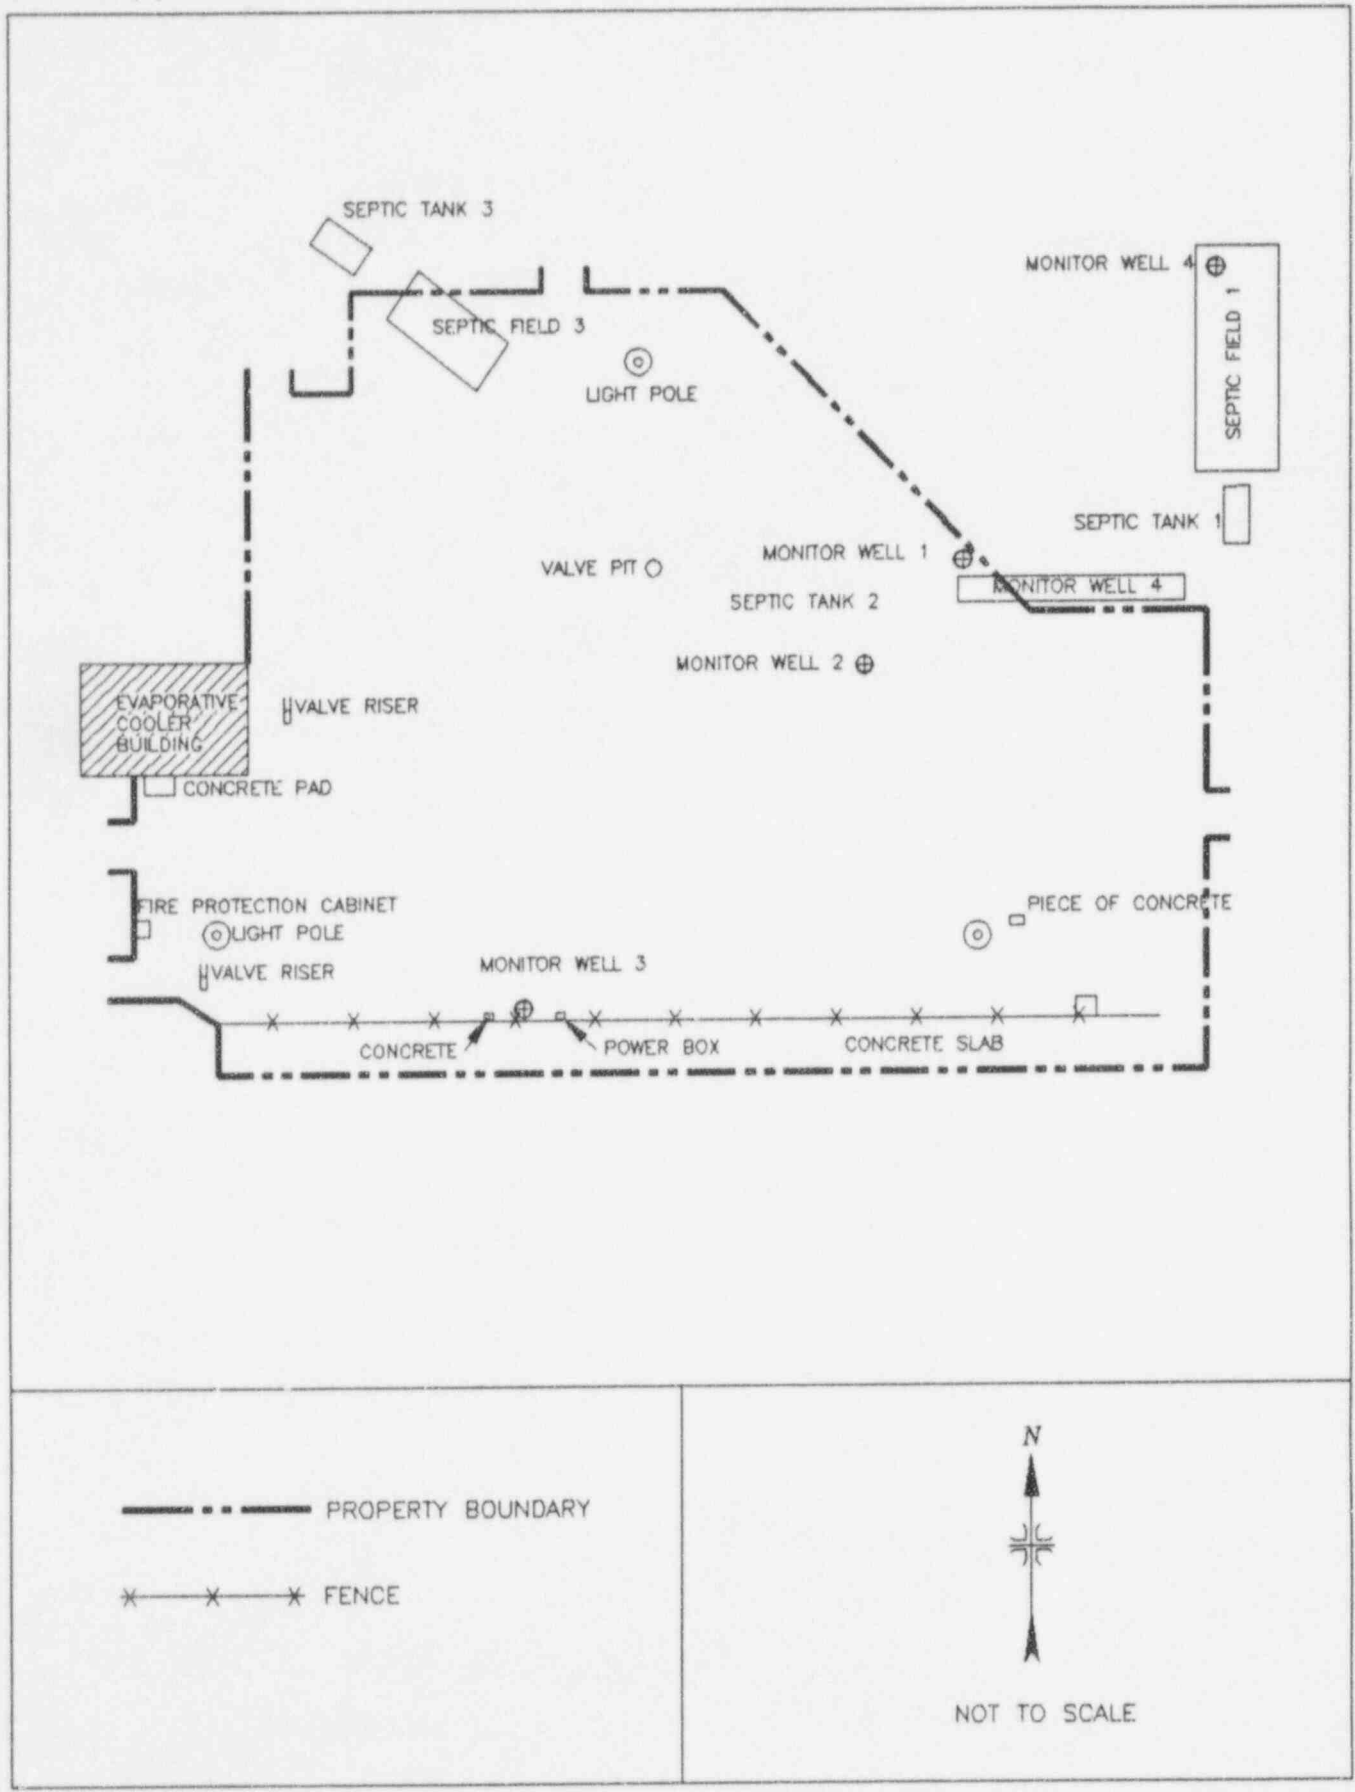 SEPTIC TANK 3
MONITOR WELL 4
SEPTIC FIELD 1
SEPTIC FIELD 3
LIGHT POLE
SEPTIC TANK 1
MONITOR WELL 1
VALVE PIT
MONITOR WELL 4
SEPTIC TANK 2
MONITOR WELL 2
EVAPORATIVE
COOLER
BUILDING
VALVE RISER
CONCRETE PAD
FIRE PROTECTION CABINET
PIECE OF CONCRETE
LIGHT POLE
MONITOR WELL 3
VALVE RISER
CONCRETE
POWER BOX
CONCRETE SLAB
N
PROPERTY BOUNDARY
FENCE
NOT TO SCALE